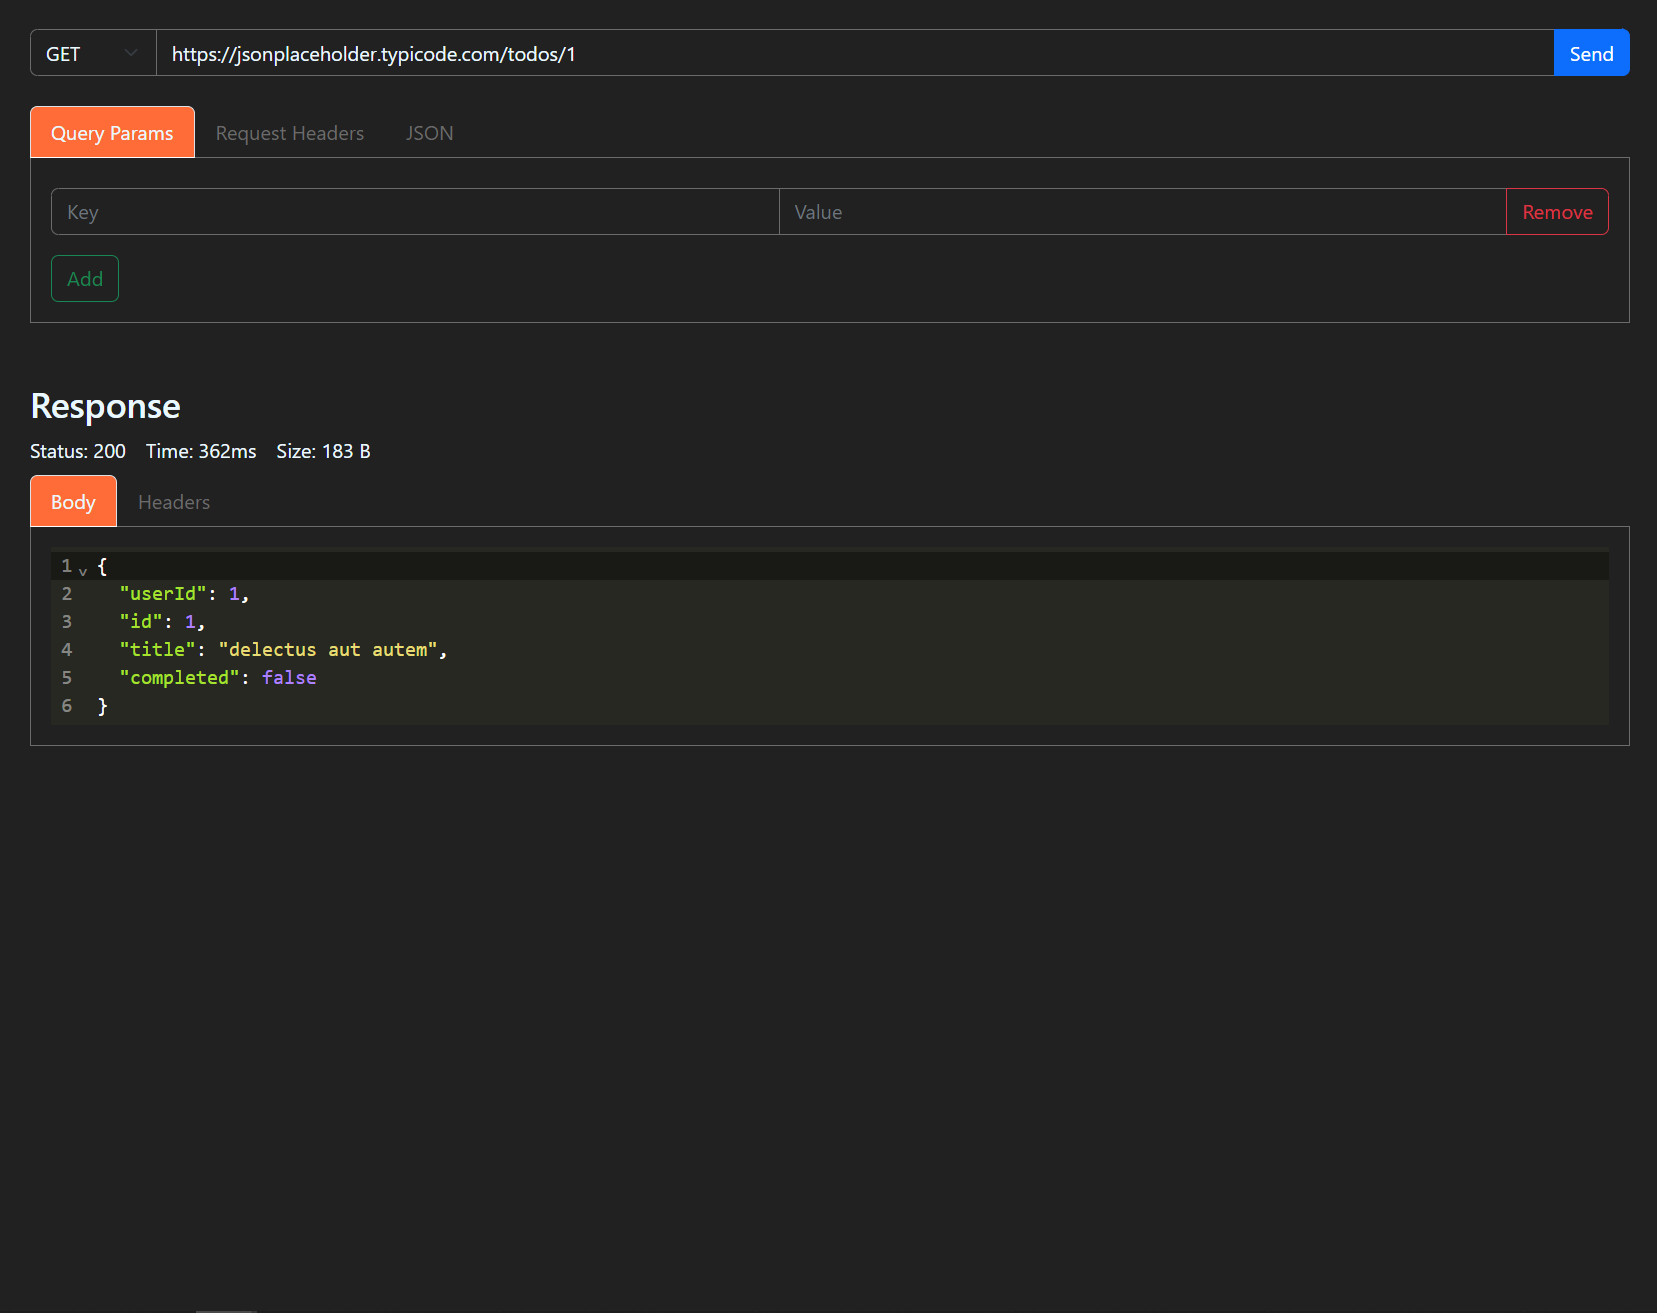 GET https://jsonplaceholder.typicode.com/todos/1 Send
Query Params Request Headers JSON
Key Value Remove
Add
Response
Status: 200 Time: 362ms Size: 183 B
Body Headers
1 {
2 "userId": 1,
3 "id": 1,
4 "title": "delectus aut autem",
5 "completed": false
6 }